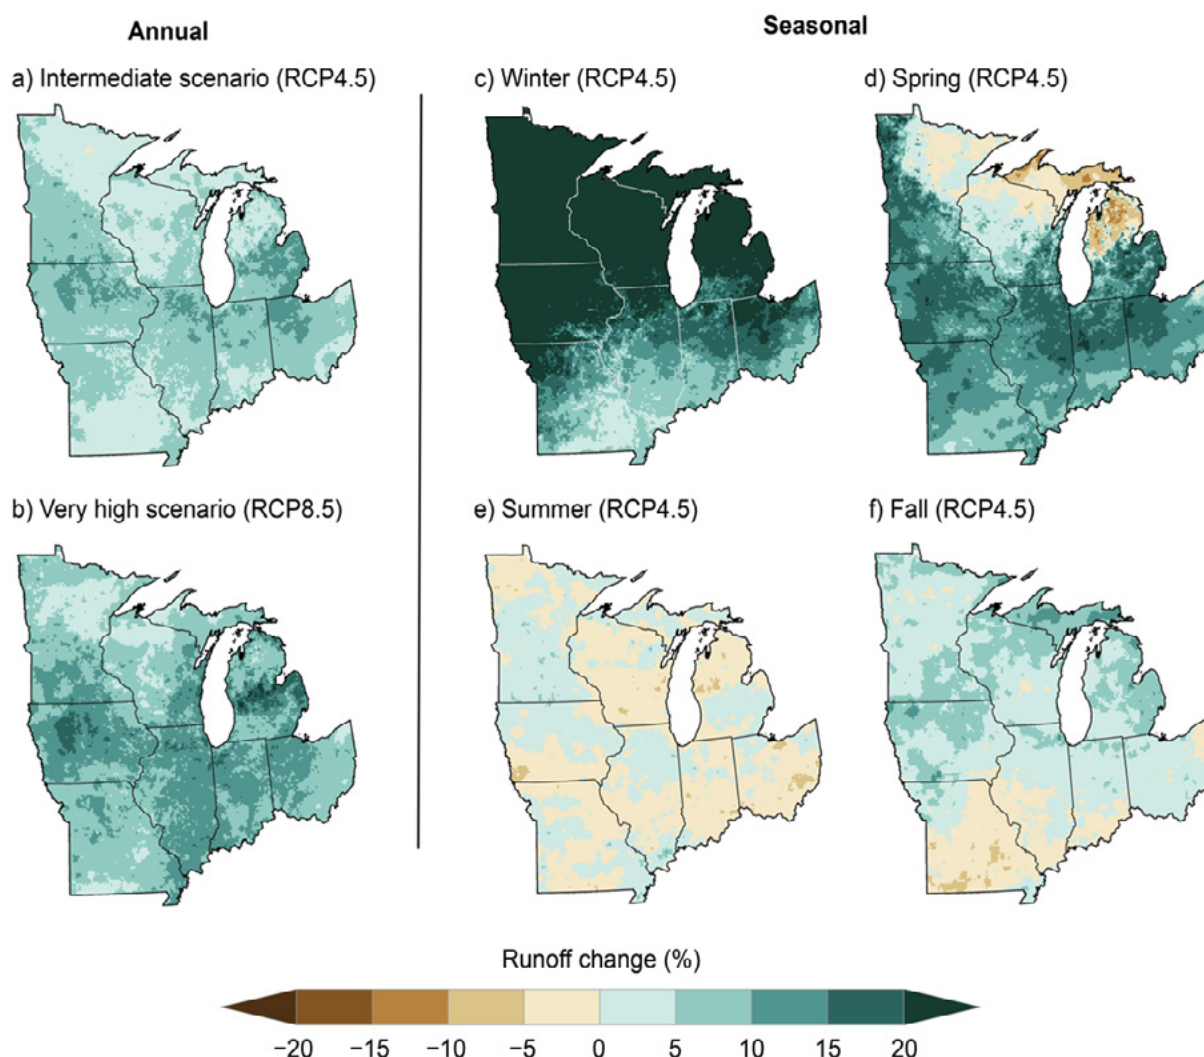 Annual
Seasonal
a) Intermediate scenario (RCP4.5)
c) Winter (RCP4.5)
d) Spring (RCP4.5)
b) Very high scenario (RCP8.5)
e) Summer (RCP4.5)
f) Fall (RCP4.5)
Runoff change (%)
−20 −15 −10 −5 0 5 10 15 20